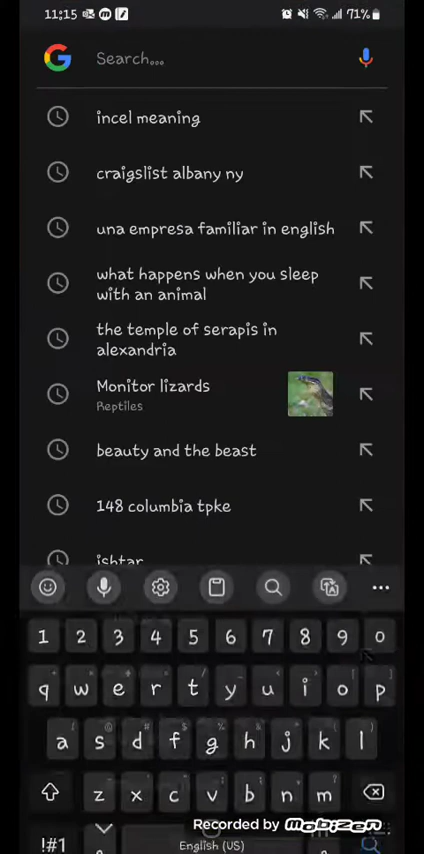 11:15 71%
Search...
incel meaning
craigslist albany ny
una empresa familiar in english
what happens when you sleep
with an animal
the temple of serapis in
alexandria
Monitor lizards
Reptiles
beauty and the beast
148 columbia tpke
ishtar
1 2 3 4 5 6 7 8 9 0
q w e r t y u i o p
a s d f g h j k l
z x c v b n m
!#1
Recorded by mobizen
English (US)